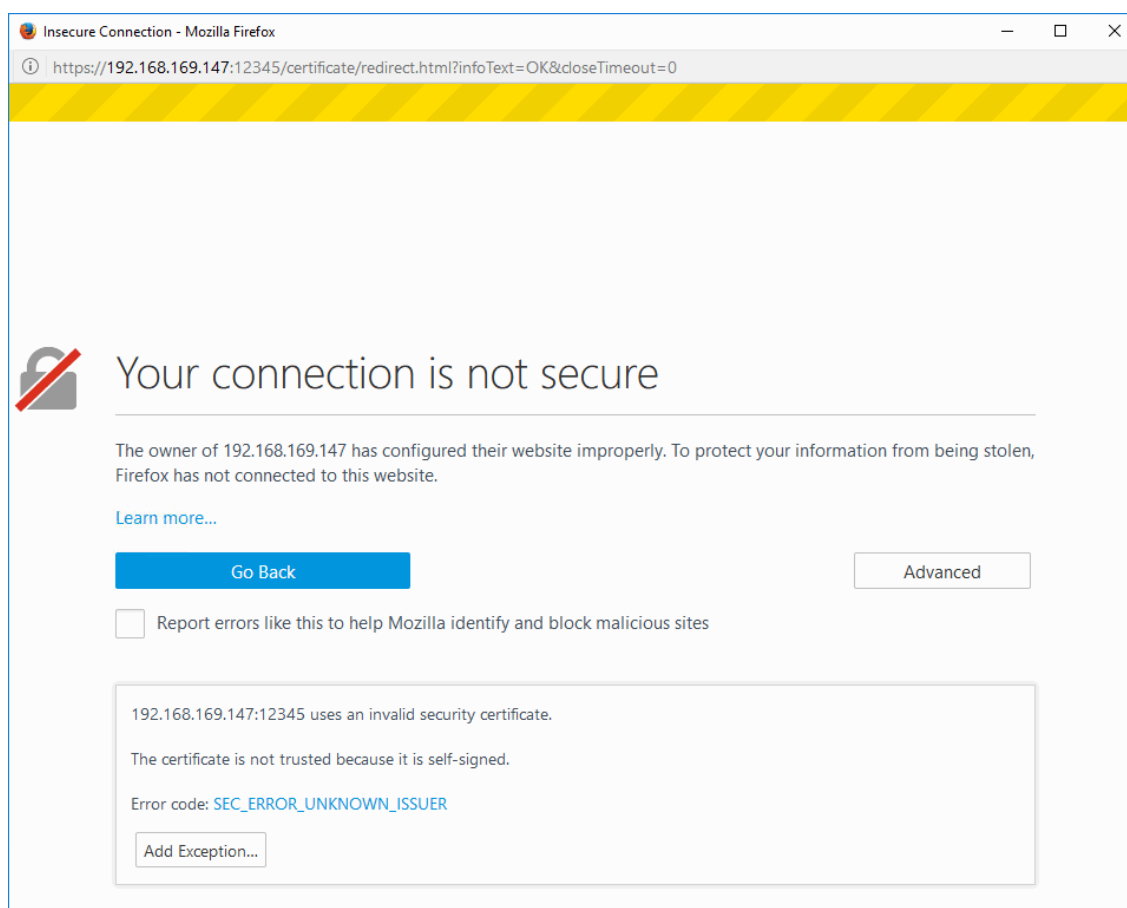 Insecure Connection - Mozilla Firefox
https://192.168.169.147:12345/certificate/redirect.html?infoText=OK&closeTimeout=0
Your connection is not secure
The owner of 192.168.169.147 has configured their website improperly. To protect your information from being stolen,
Firefox has not connected to this website.
Learn more...
Go Back
Advanced
Report errors like this to help Mozilla identify and block malicious sites
192.168.169.147:12345 uses an invalid security certificate.
The certificate is not trusted because it is self-signed.
Error code: SEC_ERROR_UNKNOWN_ISSUER
Add Exception...